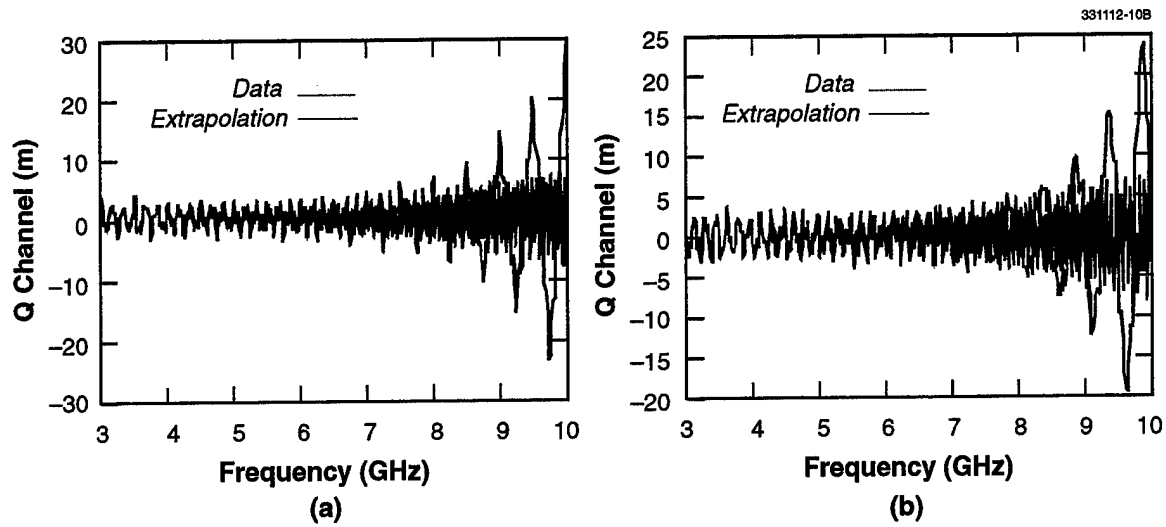 331112-10B
30
20
10
0
–10
–20
–30
Q Channel (m)
Data
Extrapolation
3 4 5 6 7 8 9 10
Frequency (GHz)
(a)
25
20
15
10
5
0
–5
–10
–15
–20
Q Channel (m)
Data
Extrapolation
3 4 5 6 7 8 9 10
Frequency (GHz)
(b)